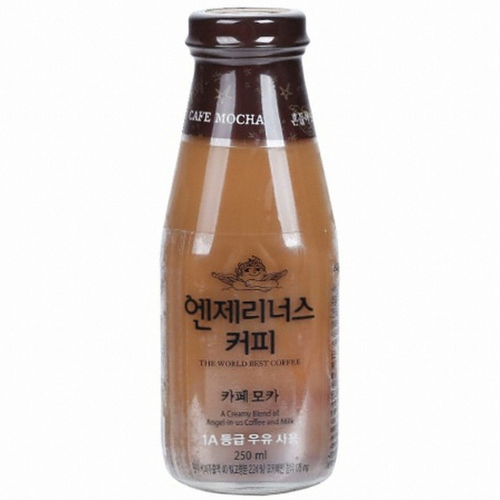 CAFE MOCHA
엔제리너스
커피
THE WORLD BEST COFFEE
카페 모카
A Creamy Blend of
Angel-in-us Coffee and Milk
1A 등급 우유 사용
250 ml